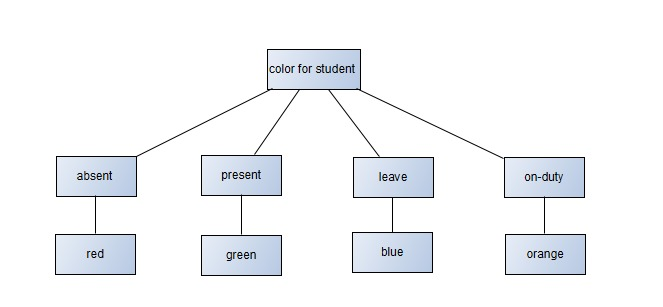 color for student
absent
present
leave
on-duty
red
green
blue
orange